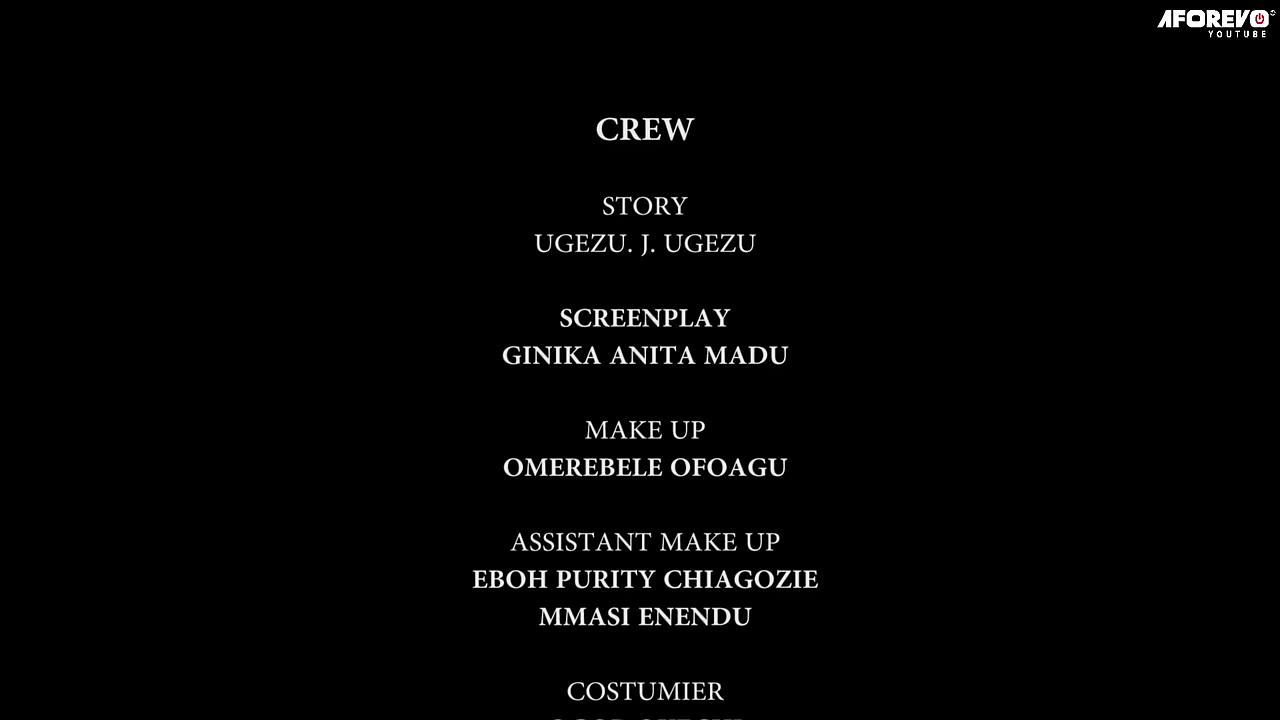 AFOREVO
YOUTUBE
CREW
STORY
UGEZU. J. UGEZU
SCREENPLAY
GINIKA ANITA MADU
MAKE UP
OMEREBELE OFOAGU
ASSISTANT MAKE UP
EBOH PURITY CHIAGOZIE
MMASI ENENDU
COSTUMIER